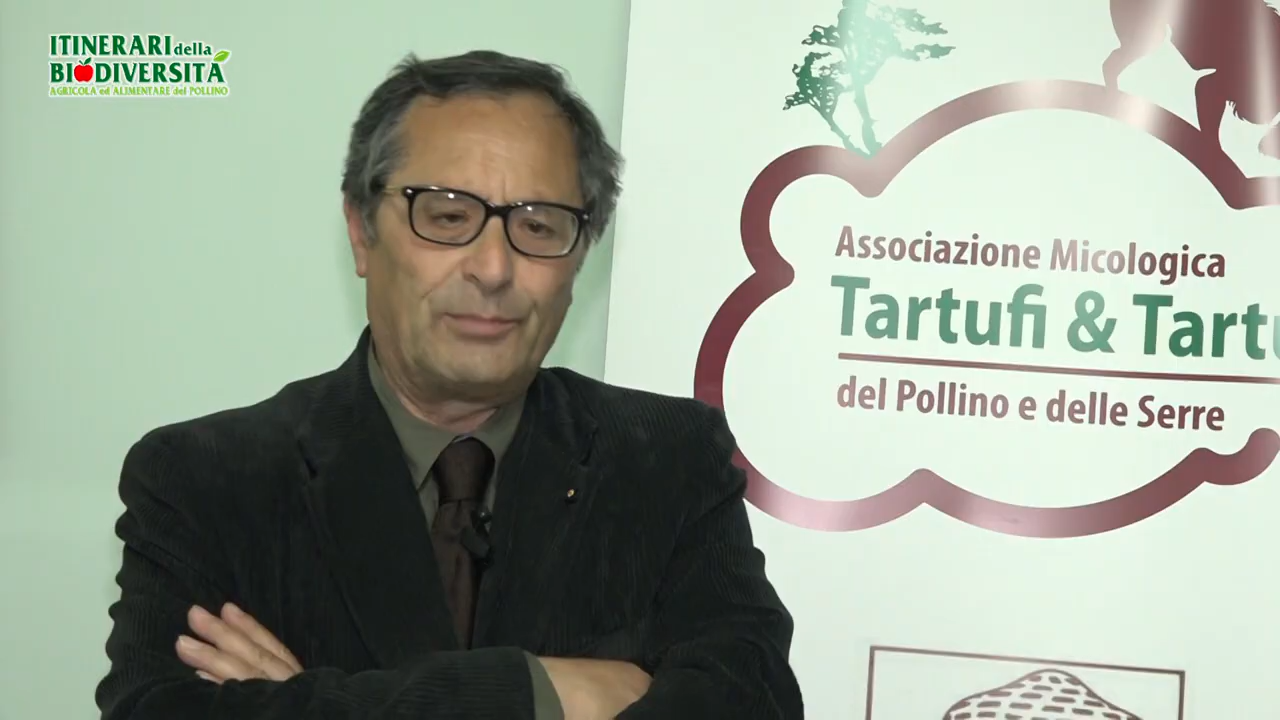 ITINERARI della
BIODIVERSITÀ
AGRICOLA ed ALIMENTARE del POLLINO
Associazione Micologica
Tartufi & Tartu
del Pollino e delle Serre